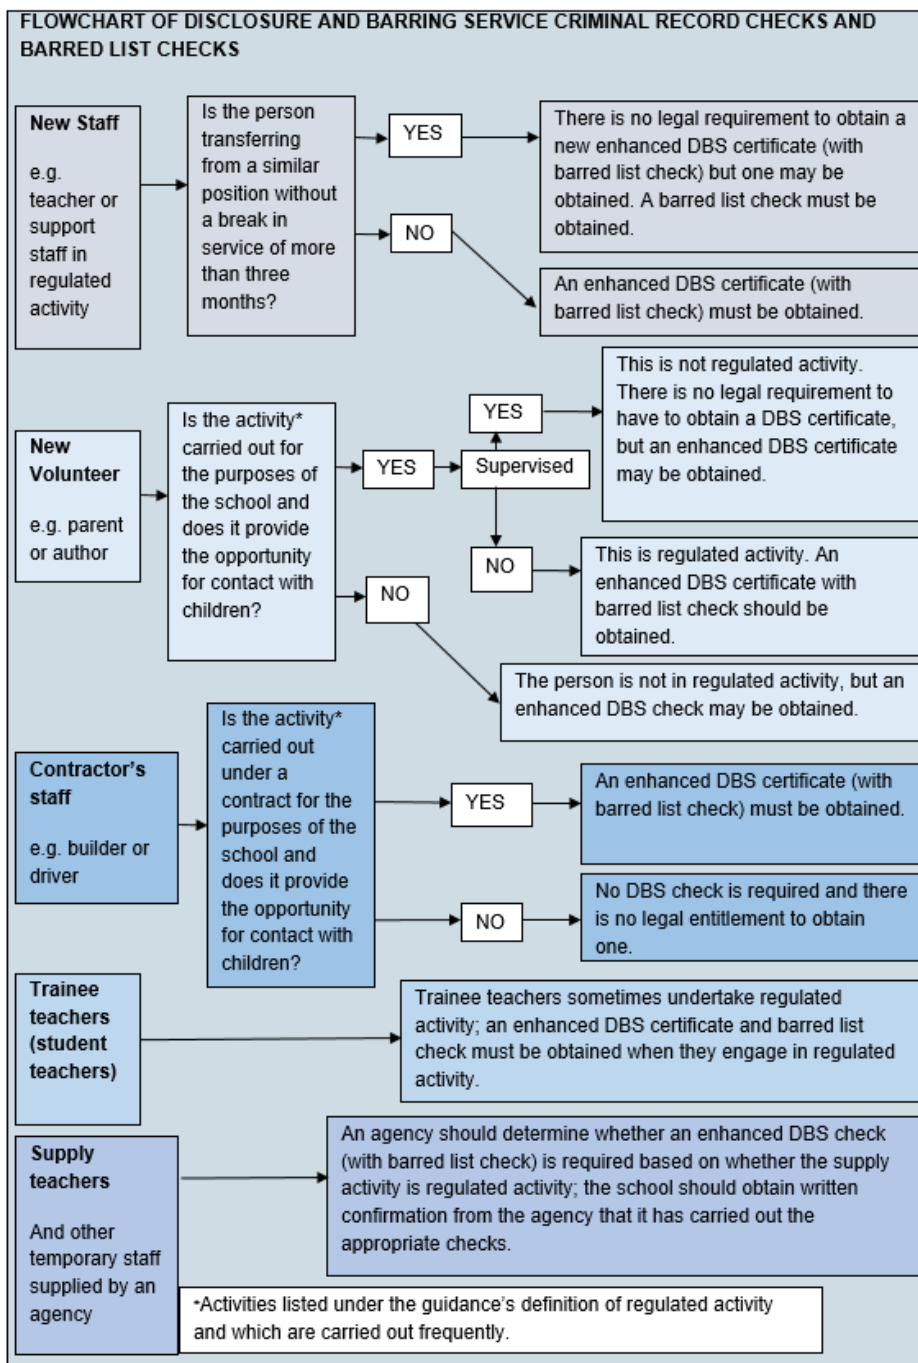 FLOWCHART OF DISCLOSURE AND BARRING SERVICE CRIMINAL RECORD CHECKS AND
BARRED LIST CHECKS
New Staff
e.g.
teacher or
support
staff in
regulated
activity
Is the person
transferring
from a similar
position without
a break in
service of more
than three
months?
YES
There is no legal requirement to obtain
a new enhanced DBS certificate (with
barred list check) but one may be
obtained. A barred list check must be
obtained.
NO
An enhanced DBS certificate (with
barred list check) must be obtained.
New
Volunteer
e.g. parent
or author
Is the activity*
carried out for
the purposes of
the school and
does it provide
the opportunity
for contact with
children?
YES
Supervised
YES
This is not regulated activity.
There is no legal requirement to
have to obtain a DBS certificate,
but an enhanced DBS certificate
may be obtained.
NO
This is regulated activity. An
enhanced DBS certificate with
barred list check should be
obtained.
NO
The person is not in regulated activity, but an
enhanced DBS check may be obtained.
Contractor's
staff
e.g. builder or
driver
Is the activity*
carried out
under a
contract for the
purposes of the
school and
does it provide
the opportunity
for contact with
children?
YES
An enhanced DBS certificate (with
barred list check) must be obtained.
NO
No DBS check is required and there
is no legal entitlement to obtain
one.
Trainee
teachers
(student
teachers)
Trainee teachers sometimes undertake regulated
activity; an enhanced DBS certificate and barred list
check must be obtained when they engage in regulated
activity.
Supply
teachers
And other
temporary staff
supplied by an
agency
An agency should determine whether an enhanced DBS check
(with barred list check) is required based on whether the supply
activity is regulated activity; the school should obtain written
confirmation from the agency that it has carried out the
appropriate checks.
*Activities listed under the guidance's definition of regulated activity
and which are carried out frequently.